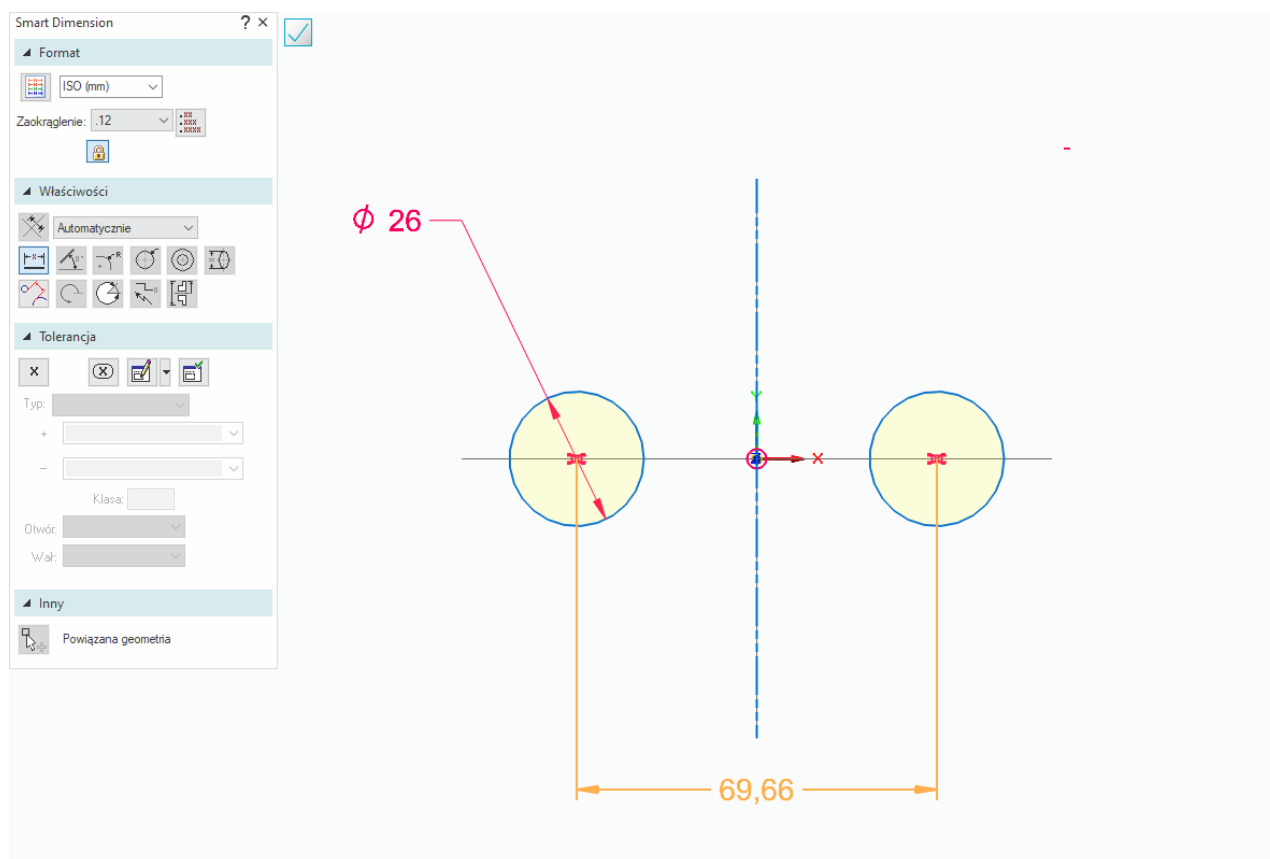 Smart Dimension
Format
ISO (mm)
Zaokrąglenie: .12
Właściwości
Automatycznie
Tolerancja
Typ:
+
−
Klasa:
Otwór:
Wał:
Inny
Powiązana geometria
Ø 26
Y
X
69,66